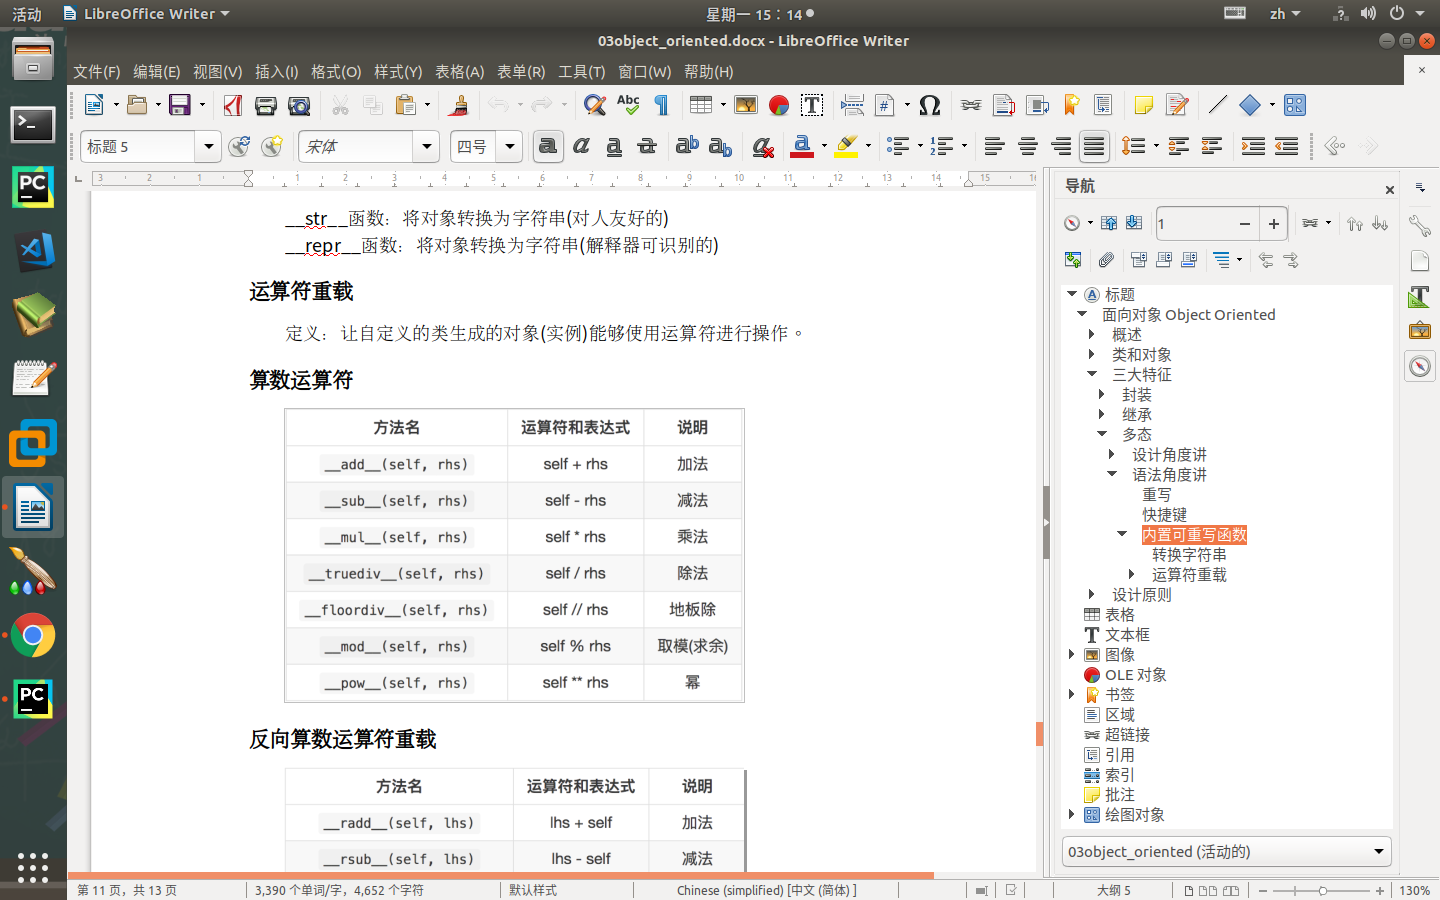 活动
LibreOffice Writer
星期一 15：14
zh
03object_oriented.docx - LibreOffice Writer
文件(F) 编辑(E) 视图(V) 插入(I) 格式(O) 样式(Y) 表格(A) 表单(R) 工具(T) 窗口(W) 帮助(H)
标题 5
宋体
四号
3 2 1 1 2 3 4 5 6 7 8 9 10 11 12 13 14 15
__str__函数：将对象转换为字符串(对人友好的)
__repr__函数：将对象转换为字符串(解释器可识别的)
运算符重载
定义：让自定义的类生成的对象(实例)能够使用运算符进行操作。
算数运算符
方法名 运算符和表达式 说明
__add__(self, rhs) self + rhs 加法
__sub__(self, rhs) self - rhs 减法
__mul__(self, rhs) self * rhs 乘法
__truediv__(self, rhs) self / rhs 除法
__floordiv__(self, rhs) self // rhs 地板除
__mod__(self, rhs) self % rhs 取模(求余)
__pow__(self, rhs) self ** rhs 幂
反向算数运算符重载
方法名 运算符和表达式 说明
__radd__(self, lhs) lhs + self 加法
__rsub__(self, lhs) lhs - self 减法
导航
1
标题
面向对象 Object Oriented
概述
类和对象
三大特征
封装
继承
多态
设计角度讲
语法角度讲
重写
快捷键
内置可重写函数
转换字符串
运算符重载
设计原则
表格
文本框
图像
OLE 对象
书签
区域
超链接
引用
索引
批注
绘图对象
03object_oriented (活动的)
第 11 页，共 13 页
3,390 个单词/字，4,652 个字符
默认样式
Chinese (simplified) [中文 (简体) ]
大纲 5
130%